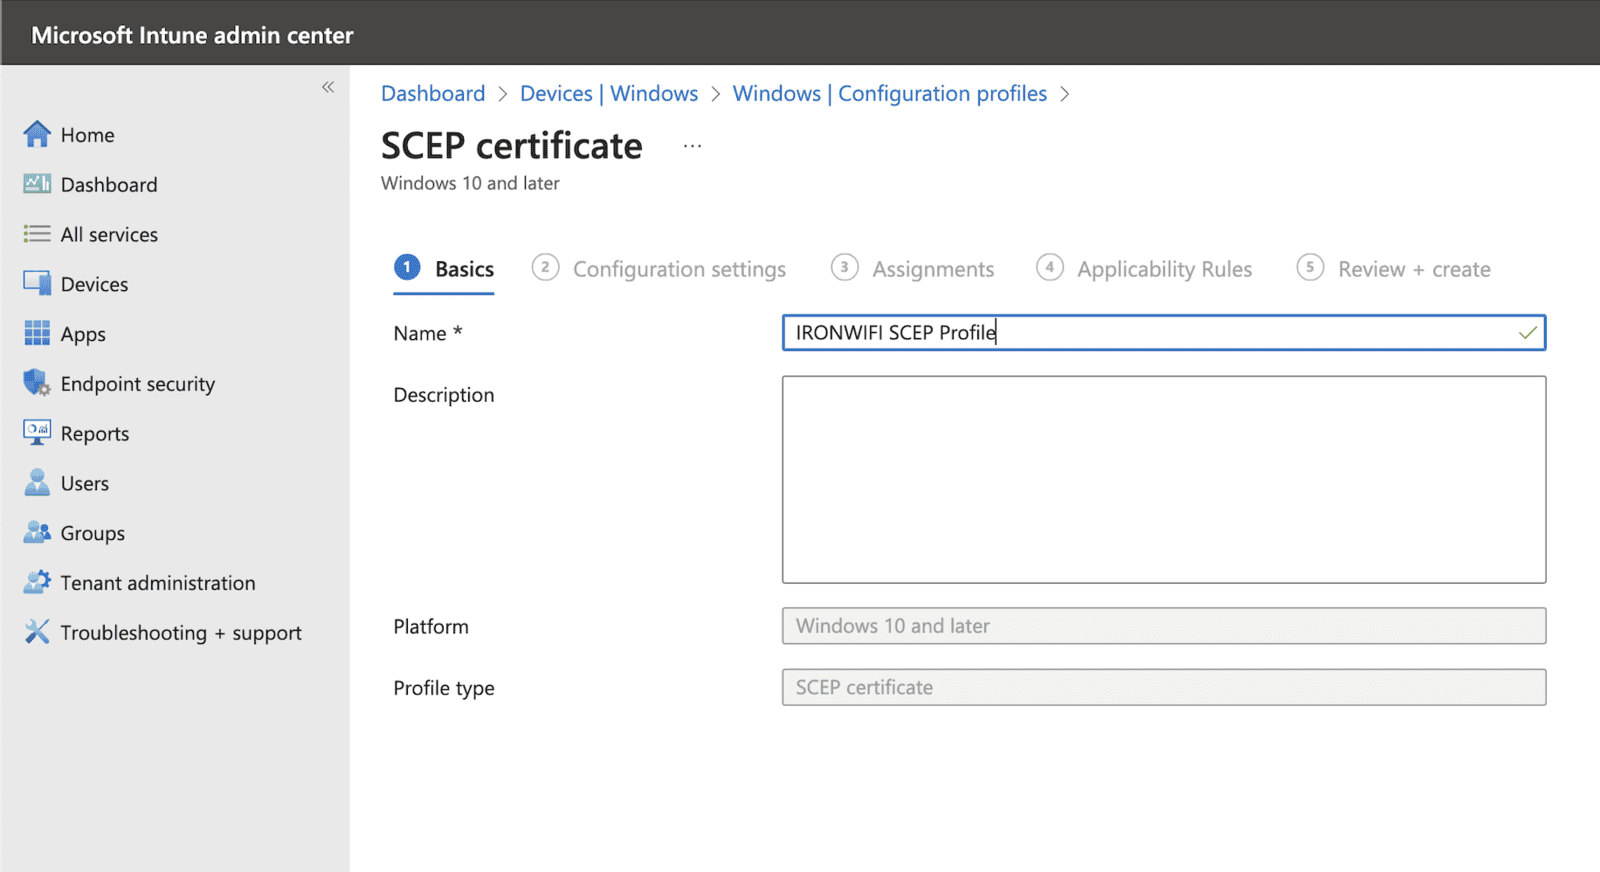 Microsoft Intune admin center
«
Home
Dashboard
All services
Devices
Apps
Endpoint security
Reports
Users
Groups
Tenant administration
Troubleshooting + support
Dashboard > Devices | Windows > Windows | Configuration profiles >
SCEP certificate ...
Windows 10 and later
1 Basics 2 Configuration settings 3 Assignments 4 Applicability Rules 5 Review + create
Name * IRONWIFI SCEP Profile
Description
Platform Windows 10 and later
Profile type SCEP certificate